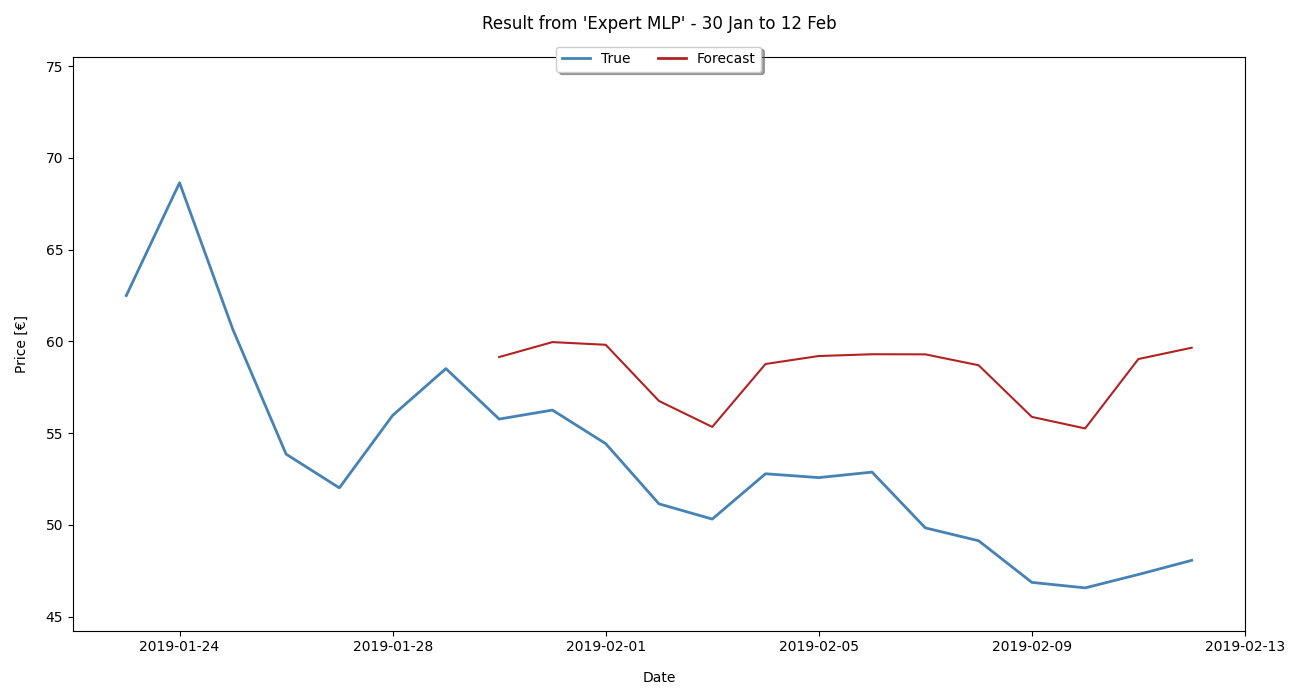 Result from 'Expert MLP' - 30 Jan to 12 Feb
True Forecast
75
70
65
60
55
50
45
Price [€]
2019-01-24 2019-01-28 2019-02-01 2019-02-05 2019-02-09 2019-02-13
Date